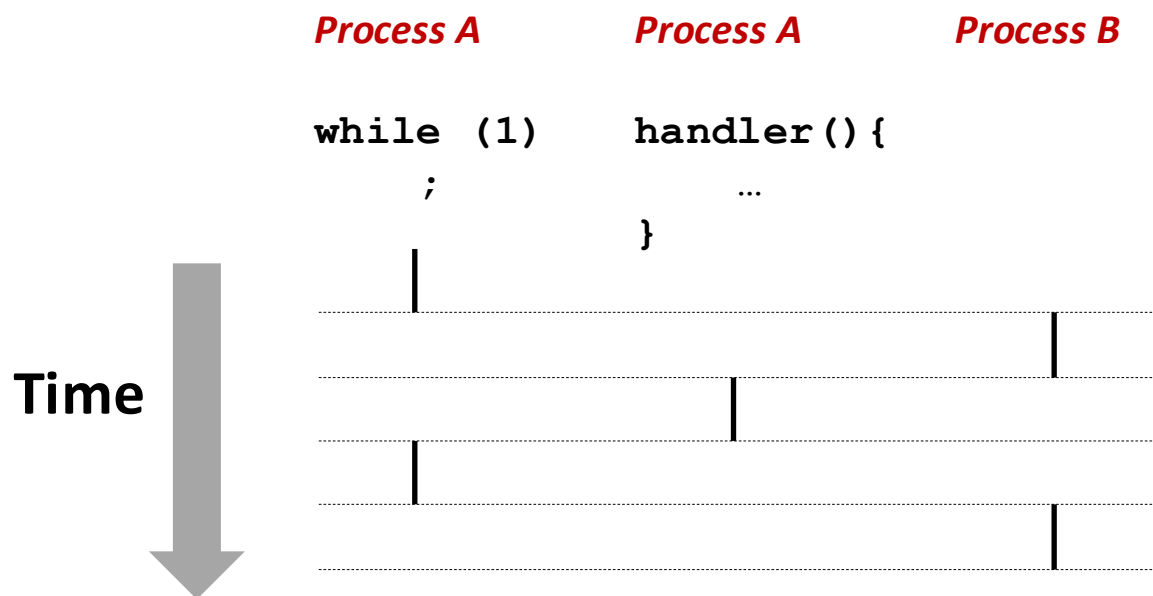 Process A Process A Process B
while (1) handler(){
; …
}
Time